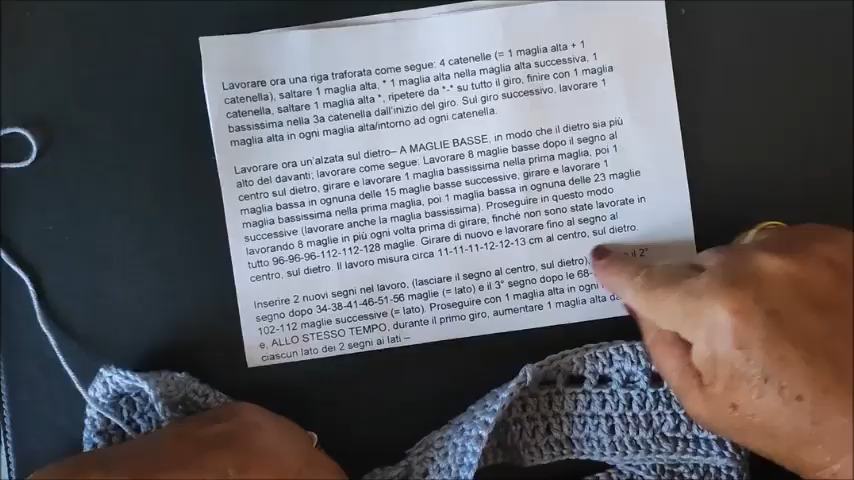 Lavorare ora una riga traforata come segue: 4 catenelle (= 1 maglia alta + 1
catenella), saltare 1 maglia alta, * 1 maglia alta nella maglia alta successiva, 1
catenella, saltare 1 maglia alta *, ripetere da *-* su tutto il giro, finire con 1 maglia
bassissima nella 3a catenella dall'inizio del giro. Sul giro successivo, lavorare 1
maglia alta in ogni maglia alta/intorno ad ogni catenella.
Lavorare ora un'alzata sul dietro– A MAGLIE BASSE, in modo che il dietro sia più
alto del davanti; lavorare come segue: Lavorare 8 maglie basse dopo il segno al
centro sul dietro, girare e lavorare 1 maglia bassissima nella prima maglia, poi 1
maglia bassa in ognuna delle 15 maglie basse successive, girare e lavorare 1
maglia bassissima nella prima maglia, poi 1 maglia bassa in ognuna delle 23 maglie
successive (lavorare anche la maglia bassissima). Proseguire in questo modo
lavorando 8 maglie in più ogni volta prima di girare, finché non sono state lavorate in
tutto 96-96-96-112-112-128 maglie. Girare di nuovo e lavorare fino al segno al
centro, sul dietro. Il lavoro misura circa 11-11-11-12-12-13 cm al centro, sul dietro.
Inserire 2 nuovi segni nel lavoro, (lasciare il segno al centro, sul dietro), il 2°
segno dopo 34-38-41-46-51-56 maglie (= lato) e il 3° segno dopo le 68-
102-112 maglie successive (= lato). Proseguire con 1 maglia alta in ogni
e, ALLO STESSO TEMPO, durante il primo giro, aumentare 1 maglia alta
ciascun lato dei 2 segni ai lati –